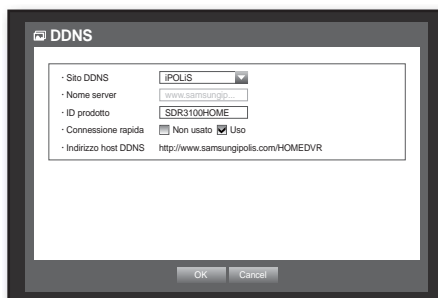 DDNS
· Sito DDNS iPOLiS
· Nome server www.samsungip...
· ID prodotto SDR3100HOME
· Connessione rapida Non usato Uso
· Indirizzo host DDNS http://www.samsungipolis.com/HOMEDVR
OK Cancel